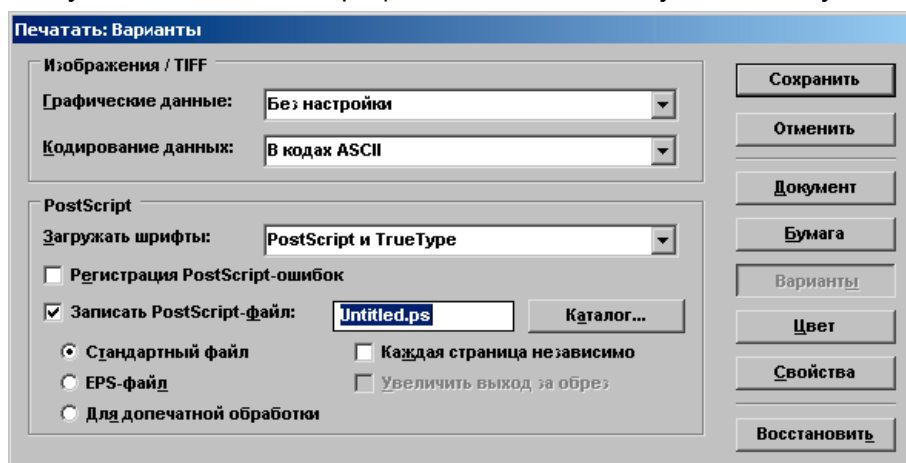 Печатать: Варианты
Изображения / TIFF
Графические данные: Без настройки
Кодирование данных: В кодах ASCII
PostScript
Загружать шрифты: PostScript и TrueType
Регистрация PostScript-ошибок
Записать PostScript-файл: Untitled.ps Каталог...
Стандартный файл Каждая страница независимо
EPS-файл Увеличить выход за обрез
Для допечатной обработки
Сохранить
Отменить
Документ
Бумага
Варианты
Цвет
Свойства
Восстановить